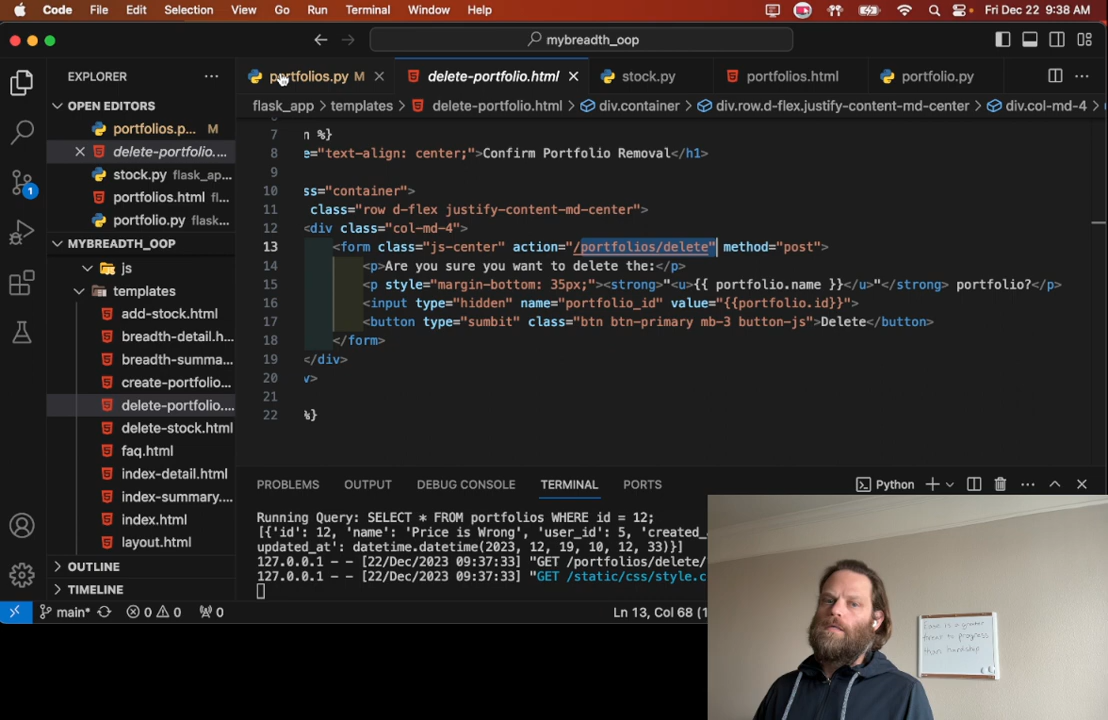 Code File Edit Selection View Go Run Terminal Window Help Fri Dec 22 9:38 AM
mybreadth_oop
EXPLORER
portfolios.py M
delete-portfolio.html
stock.py
portfolios.html
portfolio.py
flask_app > templates > delete-portfolio.html > div.container > div.row.d-flex.justify-content-md-center > div.col-md-4 >
OPEN EDITORS
portfolios.p... M
delete-portfolio....
stock.py flask_ap...
portfolios.html fl...
portfolio.py flask...
MYBREADTH_OOP
js
templates
add-stock.html
breadth-detail.h...
breadth-summa...
create-portfolio...
delete-portfolio....
delete-stock.html
faq.html
index-detail.html
index-summary....
index.html
layout.html
OUTLINE
TIMELINE
1
7 n %}
8 e="text-align: center;">Confirm Portfolio Removal</h1>
9
10 ss="container">
11 class="row d-flex justify-content-md-center">
12 <div class="col-md-4">
13 <form class="js-center" action="/portfolios/delete" method="post">
14 <p>Are you sure you want to delete the:</p>
15 <p style="margin-bottom: 35px;"><strong>"<u>{{ portfolio.name }}</u>"</strong> portfolio?</p>
16 <input type="hidden" name="portfolio_id" value="{{portfolio.id}}">
17 <button type="sumbit" class="btn btn-primary mb-3 button-js">Delete</button>
18 </form>
19 </div>
20 v>
21
22 %}
PROBLEMS OUTPUT DEBUG CONSOLE TERMINAL PORTS Python
Running Query: SELECT * FROM portfolios WHERE id = 12;
[{'id': 12, 'name': 'Price is Wrong', 'user_id': 5, 'created_
updated_at': datetime.datetime(2023, 12, 19, 10, 12, 33)}]
127.0.0.1 - - [22/Dec/2023 09:37:33] "GET /portfolios/delete/
127.0.0.1 - - [22/Dec/2023 09:37:33] "GET /static/css/style.c
main* 0 0 0 Ln 13, Col 68 (1
Ease is a greater
threat to progress
than hardship